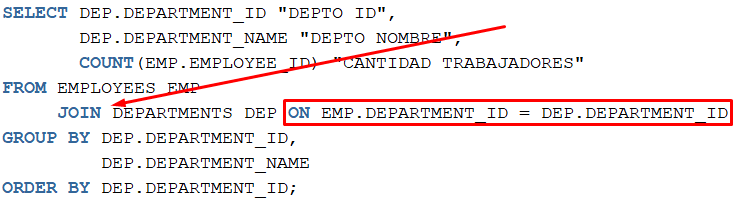 SELECT DEP.DEPARTMENT_ID "DEPTO ID",
DEP.DEPARTMENT_NAME "DEPTO NOMBRE",
COUNT(EMP.EMPLOYEE_ID) "CANTIDAD TRABAJADORES"
FROM EMPLOYEES EMP
JOIN DEPARTMENTS DEP ON EMP.DEPARTMENT_ID = DEP.DEPARTMENT_ID
GROUP BY DEP.DEPARTMENT_ID,
DEP.DEPARTMENT_NAME
ORDER BY DEP.DEPARTMENT_ID;